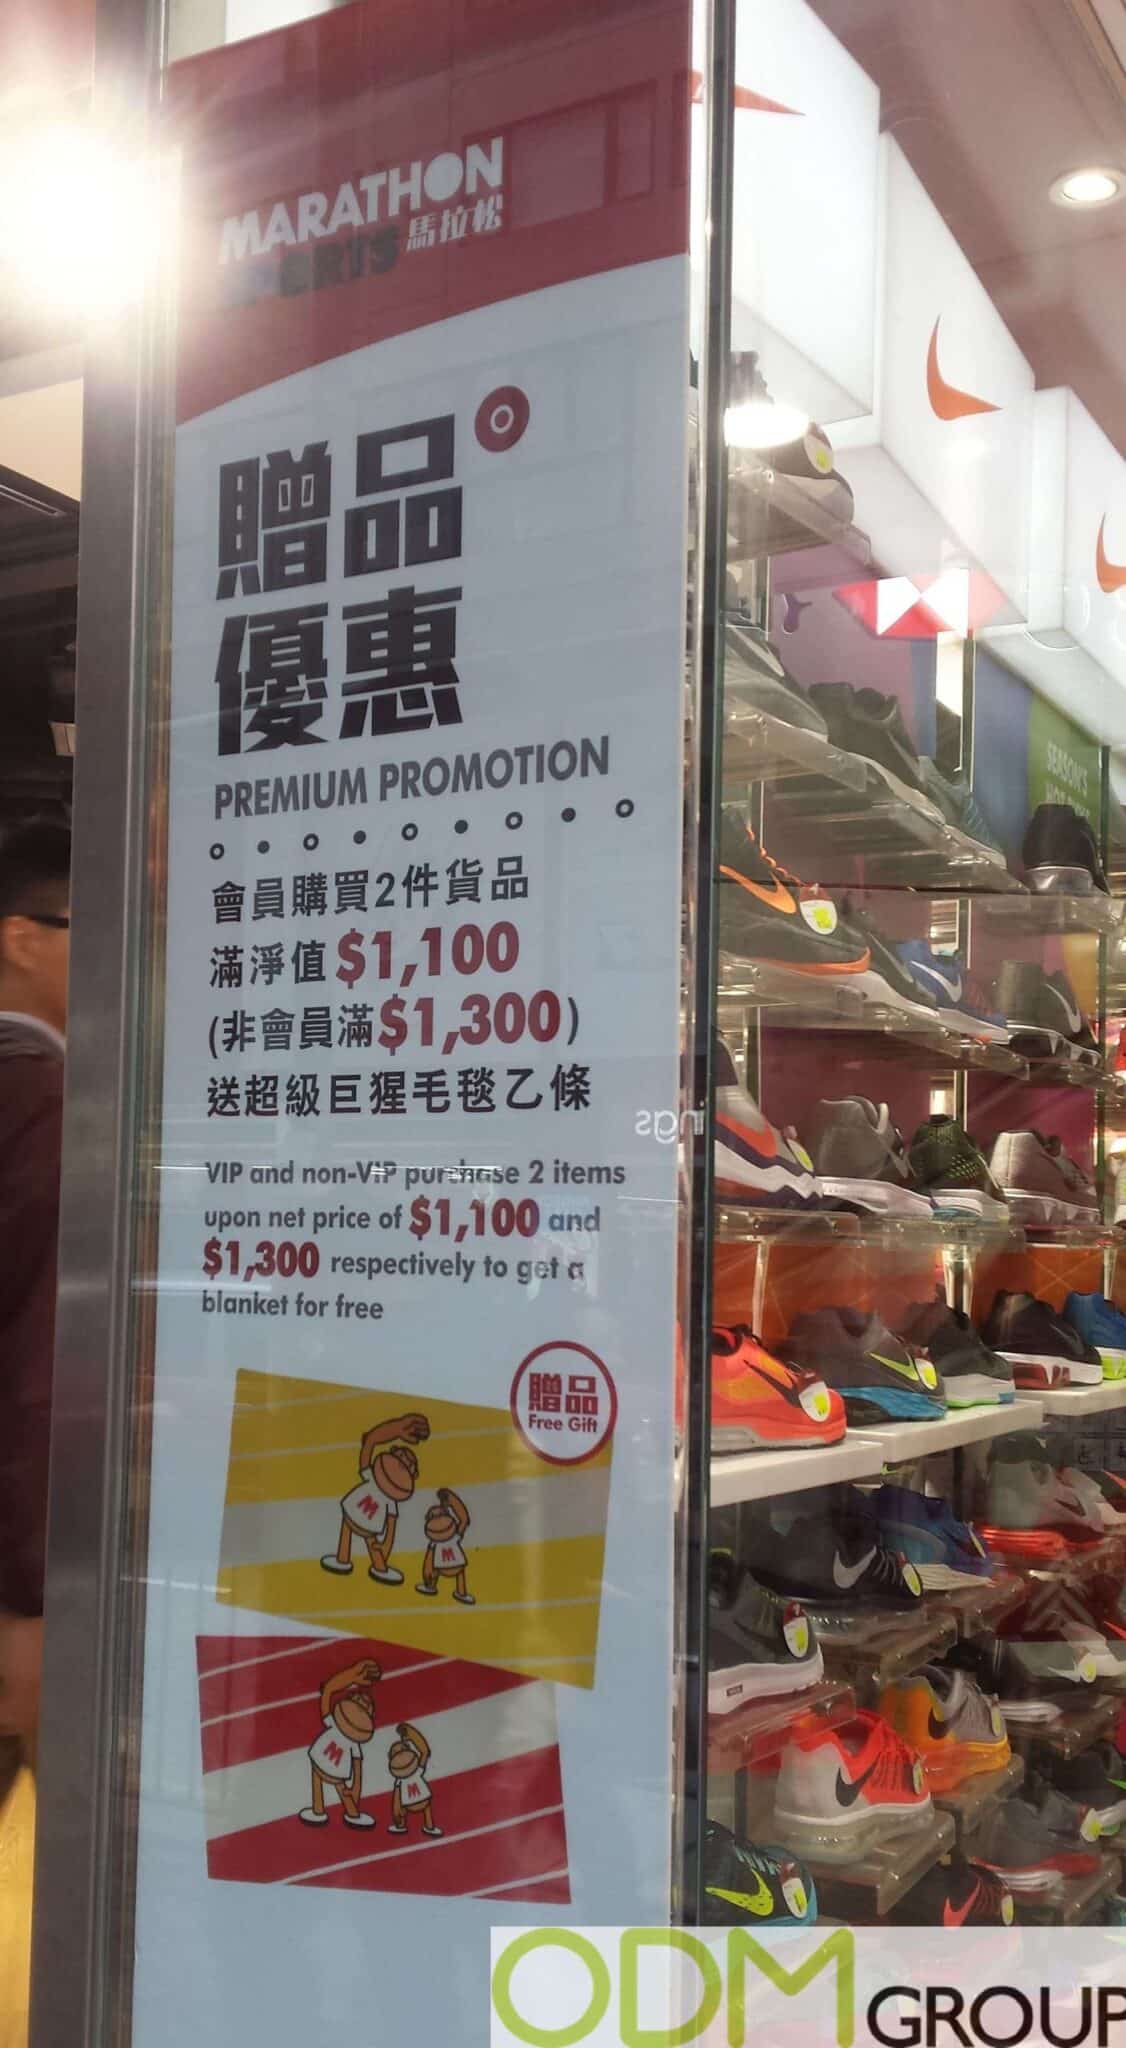 MARATHON
SPORTS 馬拉松
贈品
優惠
PREMIUM PROMOTION
會員購買2件貨品
滿淨值$1,100
(非會員滿$1,300)
送超級巨猩毛毯乙條
VIP and non-VIP purchase 2 items
upon net price of $1,100 and
$1,300 respectively to get a
blanket for free
贈品
Free Gift
M
M
M
M
SEASON'S
ings
ODM GROUP